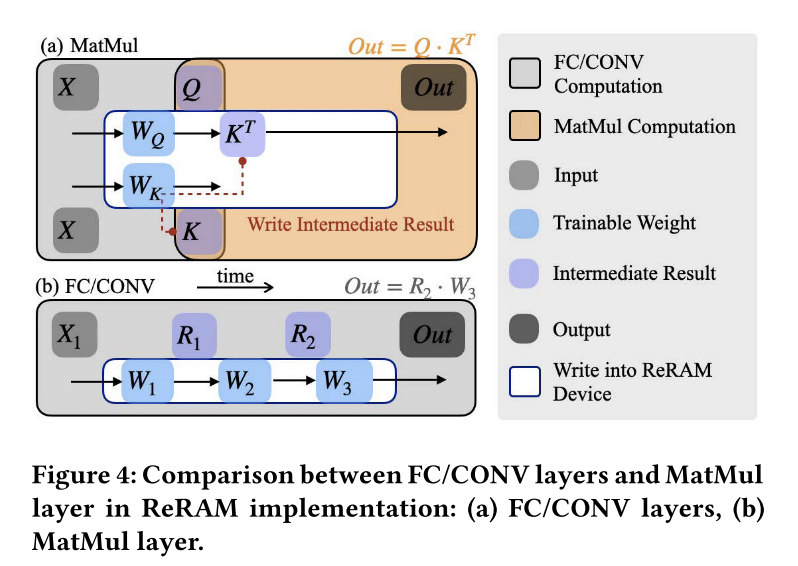 (a) MatMul
Out = Q · K^T
X
Q
Out
W_Q
K^T
W_K
X
K
Write Intermediate Result
(b) FC/CONV
time
Out = R_2 · W_3
X_1
R_1
R_2
Out
W_1
W_2
W_3
FC/CONV
Computation
MatMul Computation
Input
Trainable Weight
Intermediate Result
Output
Write into ReRAM
Device
Figure 4: Comparison between FC/CONV layers and MatMul
layer in ReRAM implementation: (a) FC/CONV layers, (b)
MatMul layer.